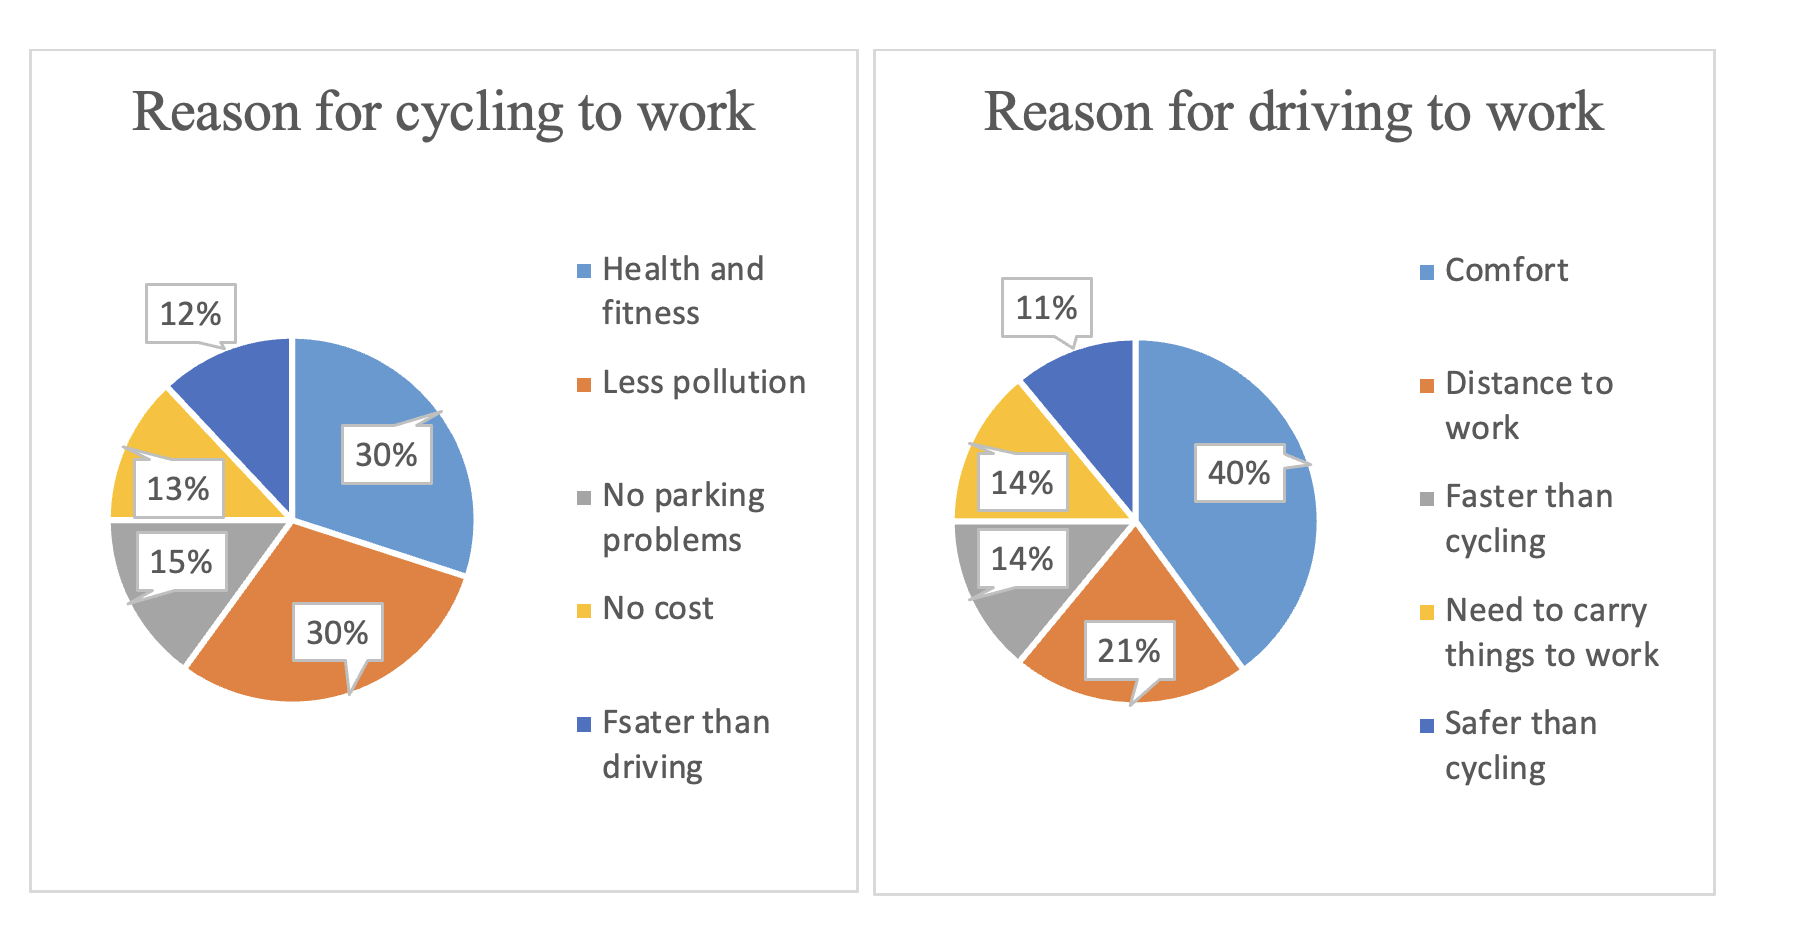 Reason for cycling to work
Health and
fitness
Less pollution
No parking
problems
No cost
Fsater than
driving
12%
30%
13%
15%
30%
Reason for driving to work
Comfort
Distance to
work
Faster than
cycling
Need to carry
things to work
Safer than
cycling
11%
40%
14%
14%
21%